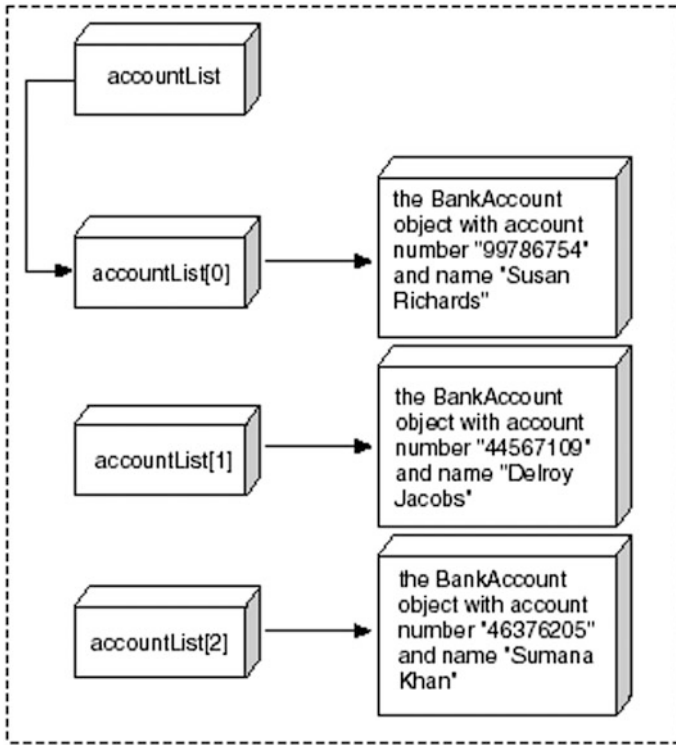 accountList
accountList[0]
the BankAccount
object with account
number "99786754"
and name "Susan
Richards"
accountList[1]
the BankAccount
object with account
number "44567109"
and name "Delroy
Jacobs"
accountList[2]
the BankAccount
object with account
number "46376205"
and name "Sumana
Khan"